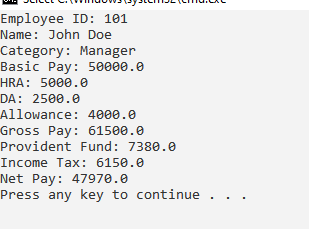 Select C:\Windows\system32\cmd.exe
Employee ID: 101
Name: John Doe
Category: Manager
Basic Pay: 50000.0
HRA: 5000.0
DA: 2500.0
Allowance: 4000.0
Gross Pay: 61500.0
Provident Fund: 7380.0
Income Tax: 6150.0
Net Pay: 47970.0
Press any key to continue . . .